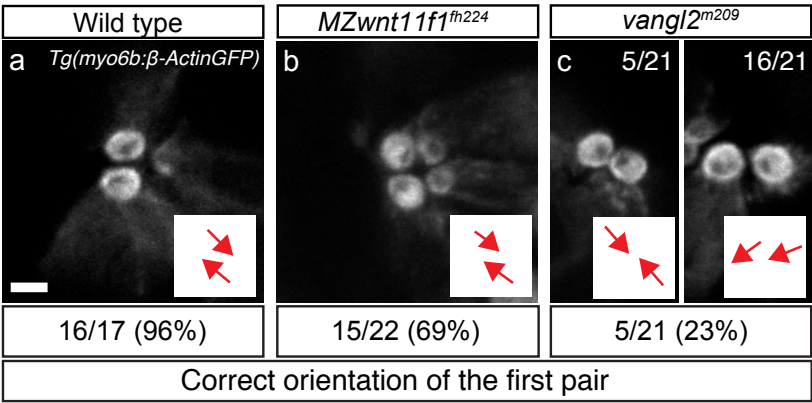 Wild type
MZwnt11f1fh224
vangl2m209
a
Tg(myo6b:β-ActinGFP)
b
c
5/21
16/21
16/17 (96%)
15/22 (69%)
5/21 (23%)
Correct orientation of the first pair